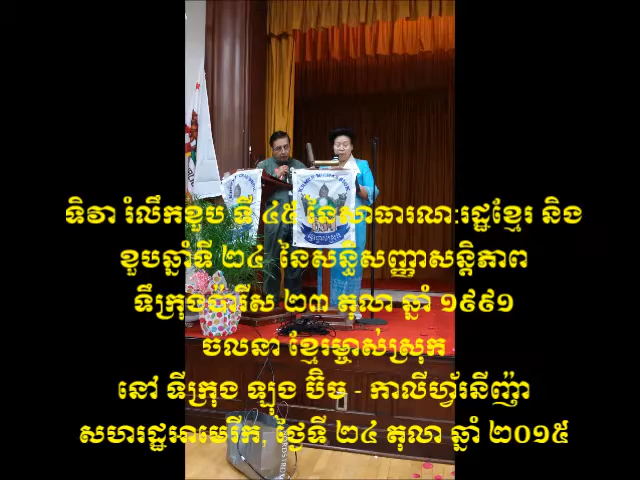 ទិវា រំលឹកខួប ទី ៤៥ នៃសាធារណៈរដ្ឋខ្មែរ និង
ខួបឆ្នាំទី ២៤ នៃសន្ធិសញ្ញាសន្តិភាព
ទីក្រុងប៉ារីស ២៣ តុលា ឆ្នាំ ១៩៩១
ចលនា ខ្មែរម្ចាស់ស្រុក
នៅ ទីក្រុង ឡុង ប៊ិច - កាលីហ្វ័រនីញ៉ា
សហរដ្ឋអាមេរីក, ថ្ងៃទី ២៤ តុលា ឆ្នាំ ២០១៥